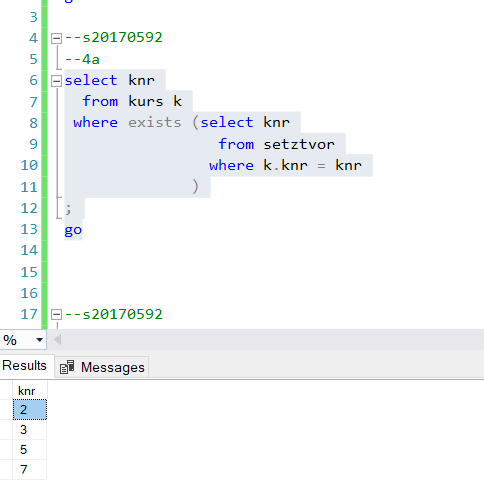 go
3
4 --s20170592
5 --4a
6 select knr
7 from kurs k
8 where exists (select knr
9 from setztvor
10 where k.knr = knr
11 )
12 ;
13 go
14
15
16
17 --s20170592
%
Results Messages
knr
2
3
5
7